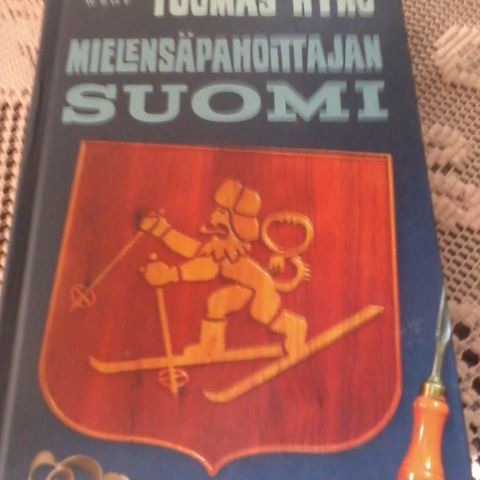 TUOMAS KYRÖ
MIELENSÄPAHOITTAJAN
SUOMI